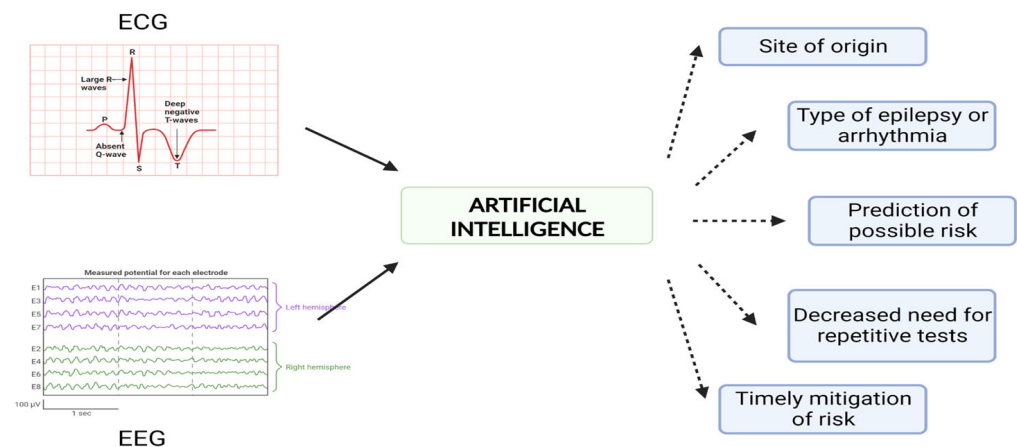 ECG
R
Large R
waves
Deep
negative
T-waves
P
Absent
Q-wave
S
T
Measured potential for each electrode
E1
E3
E5
E7
Left hemisphere
E2
E4
E6
E8
Right hemisphere
100 µV
1 sec
EEG
ARTIFICIAL
INTELLIGENCE
Site of origin
Type of epilepsy or
arrhythmia
Prediction of
possible risk
Decreased need for
repetitive tests
Timely mitigation
of risk